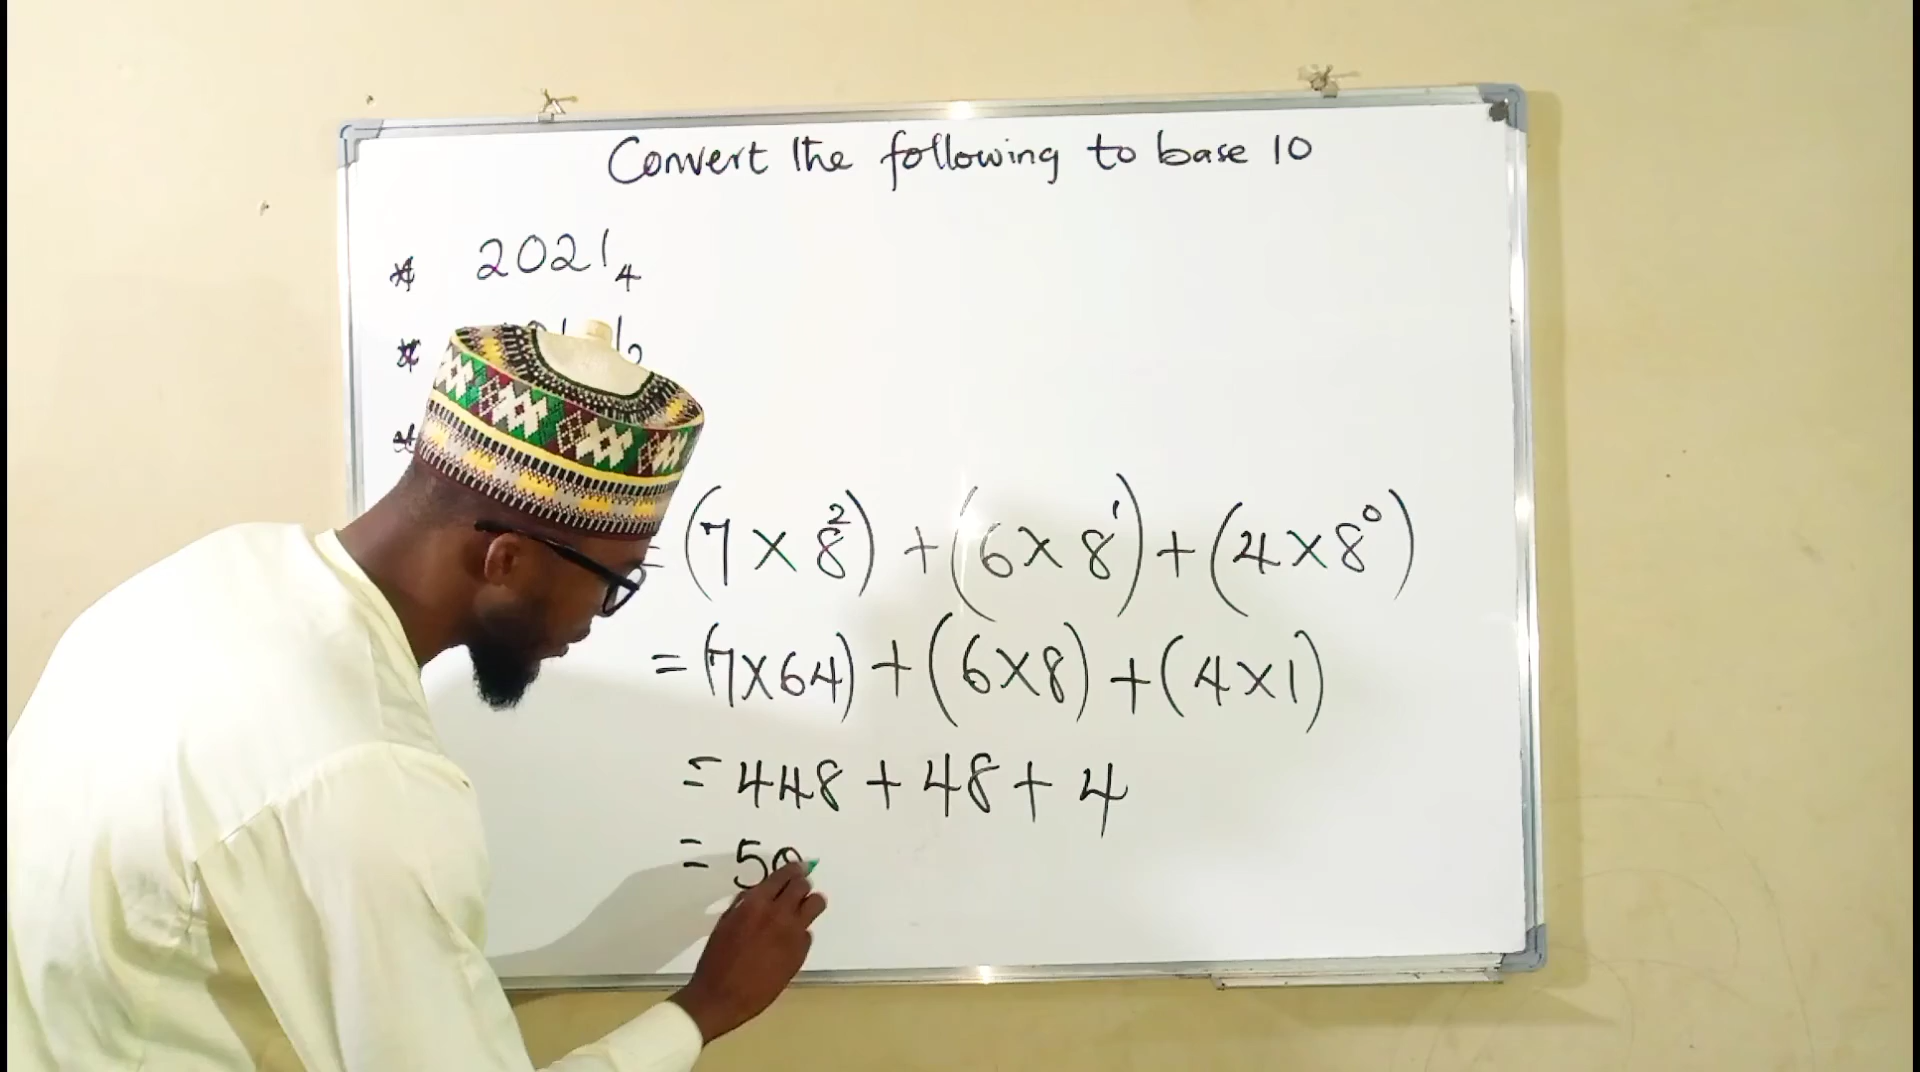 Convert the following to base 10
* 2021₄
*
*
= (7 × 8²) + (6 × 8¹) + (4 × 8⁰)
= (7×64) + (6×8) + (4×1)
= 448 + 48 + 4
= 50